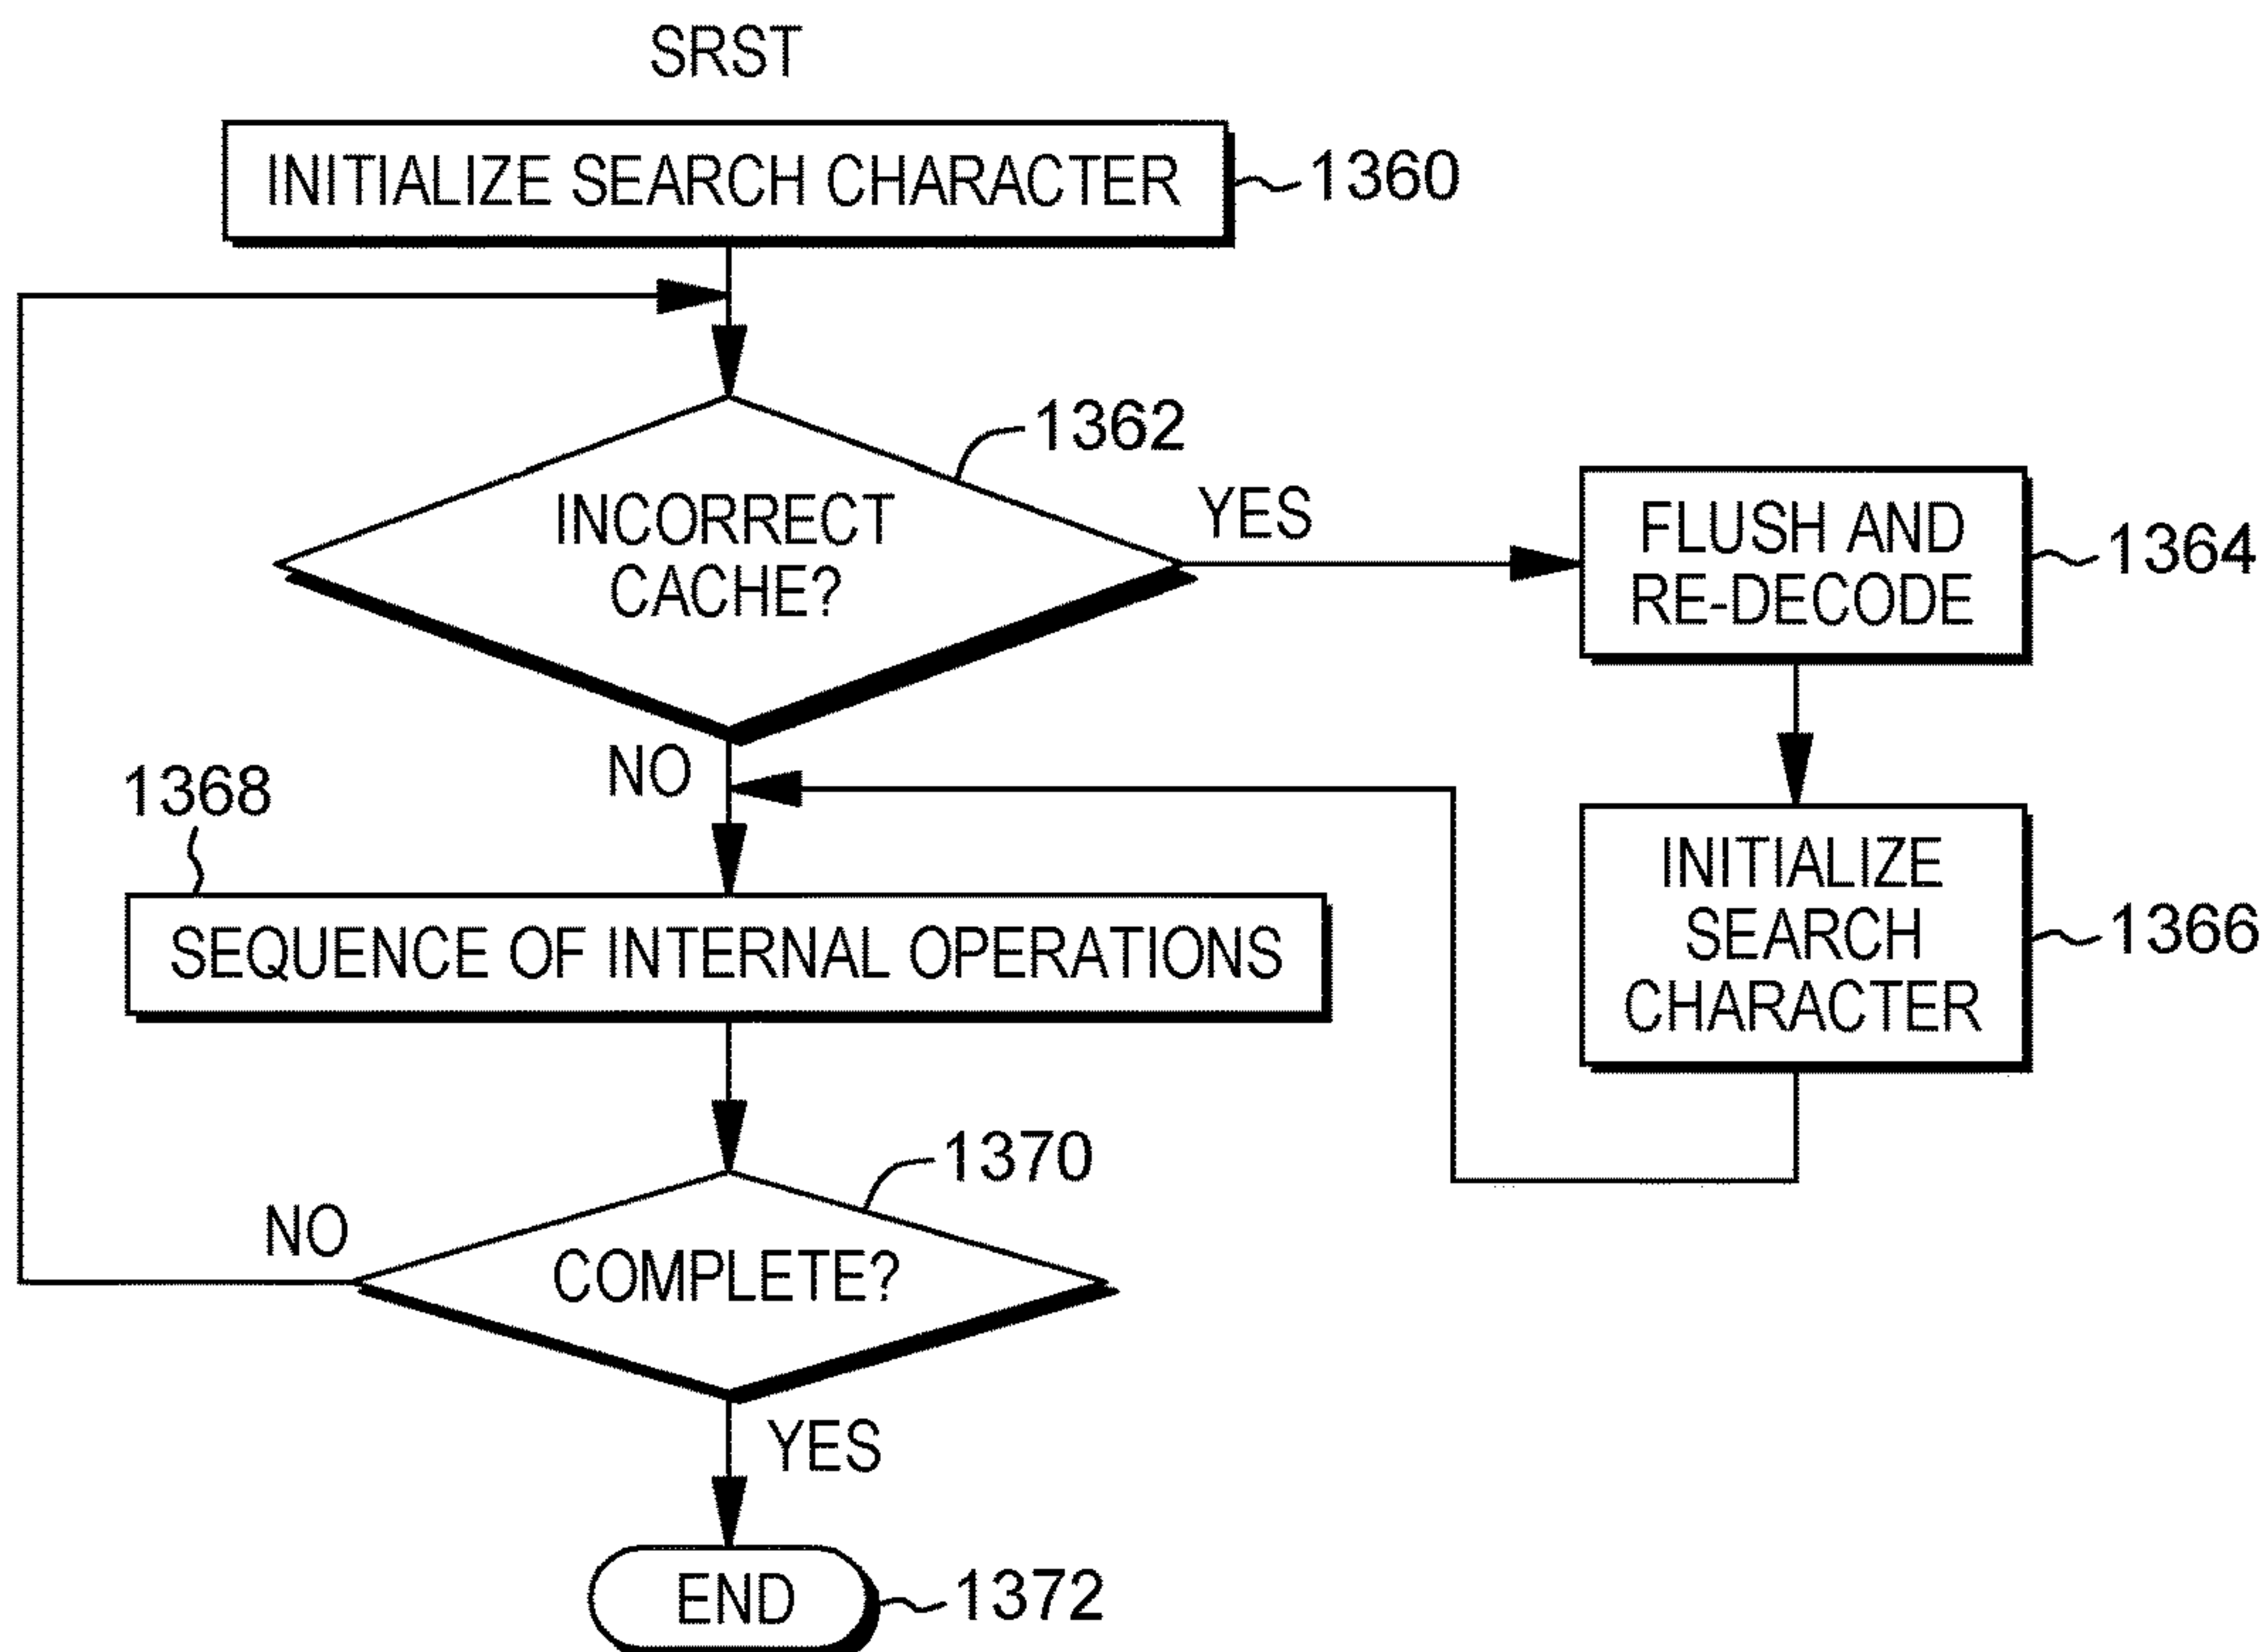 SRST
INITIALIZE SEARCH CHARACTER
1360
1362
INCORRECT
CACHE?
YES
FLUSH AND
RE-DECODE
1364
NO
INITIALIZE
SEARCH
CHARACTER
1366
1368
SEQUENCE OF INTERNAL OPERATIONS
1370
NO
COMPLETE?
YES
END
1372